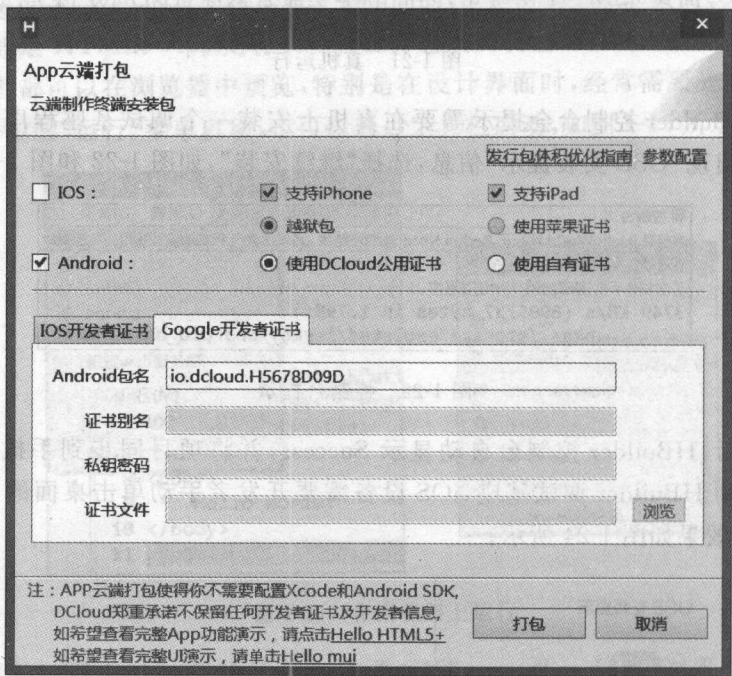 H
App云端打包
云端制作终端安装包
发行包体积优化指南 参数配置
IOS： 支持iPhone 支持iPad
越狱包 使用苹果证书
Android： 使用DCloud公用证书 使用自有证书
IOS开发者证书 Google开发者证书
Android包名 io.dcloud.H5678D09D
证书别名
私钥密码
证书文件 浏览
注：APP云端打包使得你不需要配置Xcode和Android SDK,
DCloud郑重承诺不保留任何开发者证书及开发者信息,
如希望查看完整App功能演示，请点击Hello HTML5+
如希望查看完整UI演示，请单击Hello mui
打包 取消